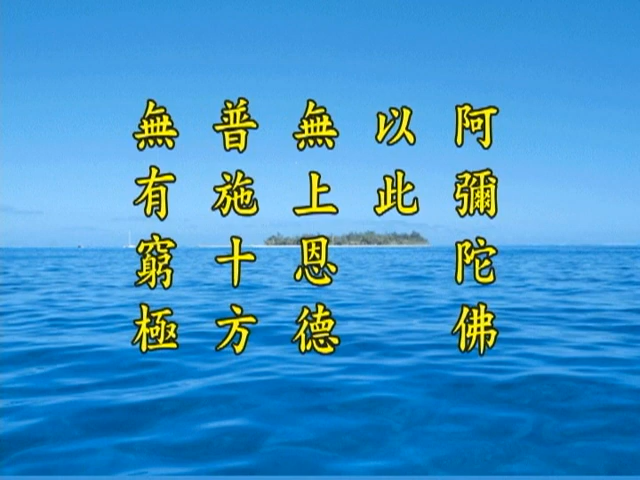 阿彌陀佛
以此
無上恩德
普施十方
無有窮極